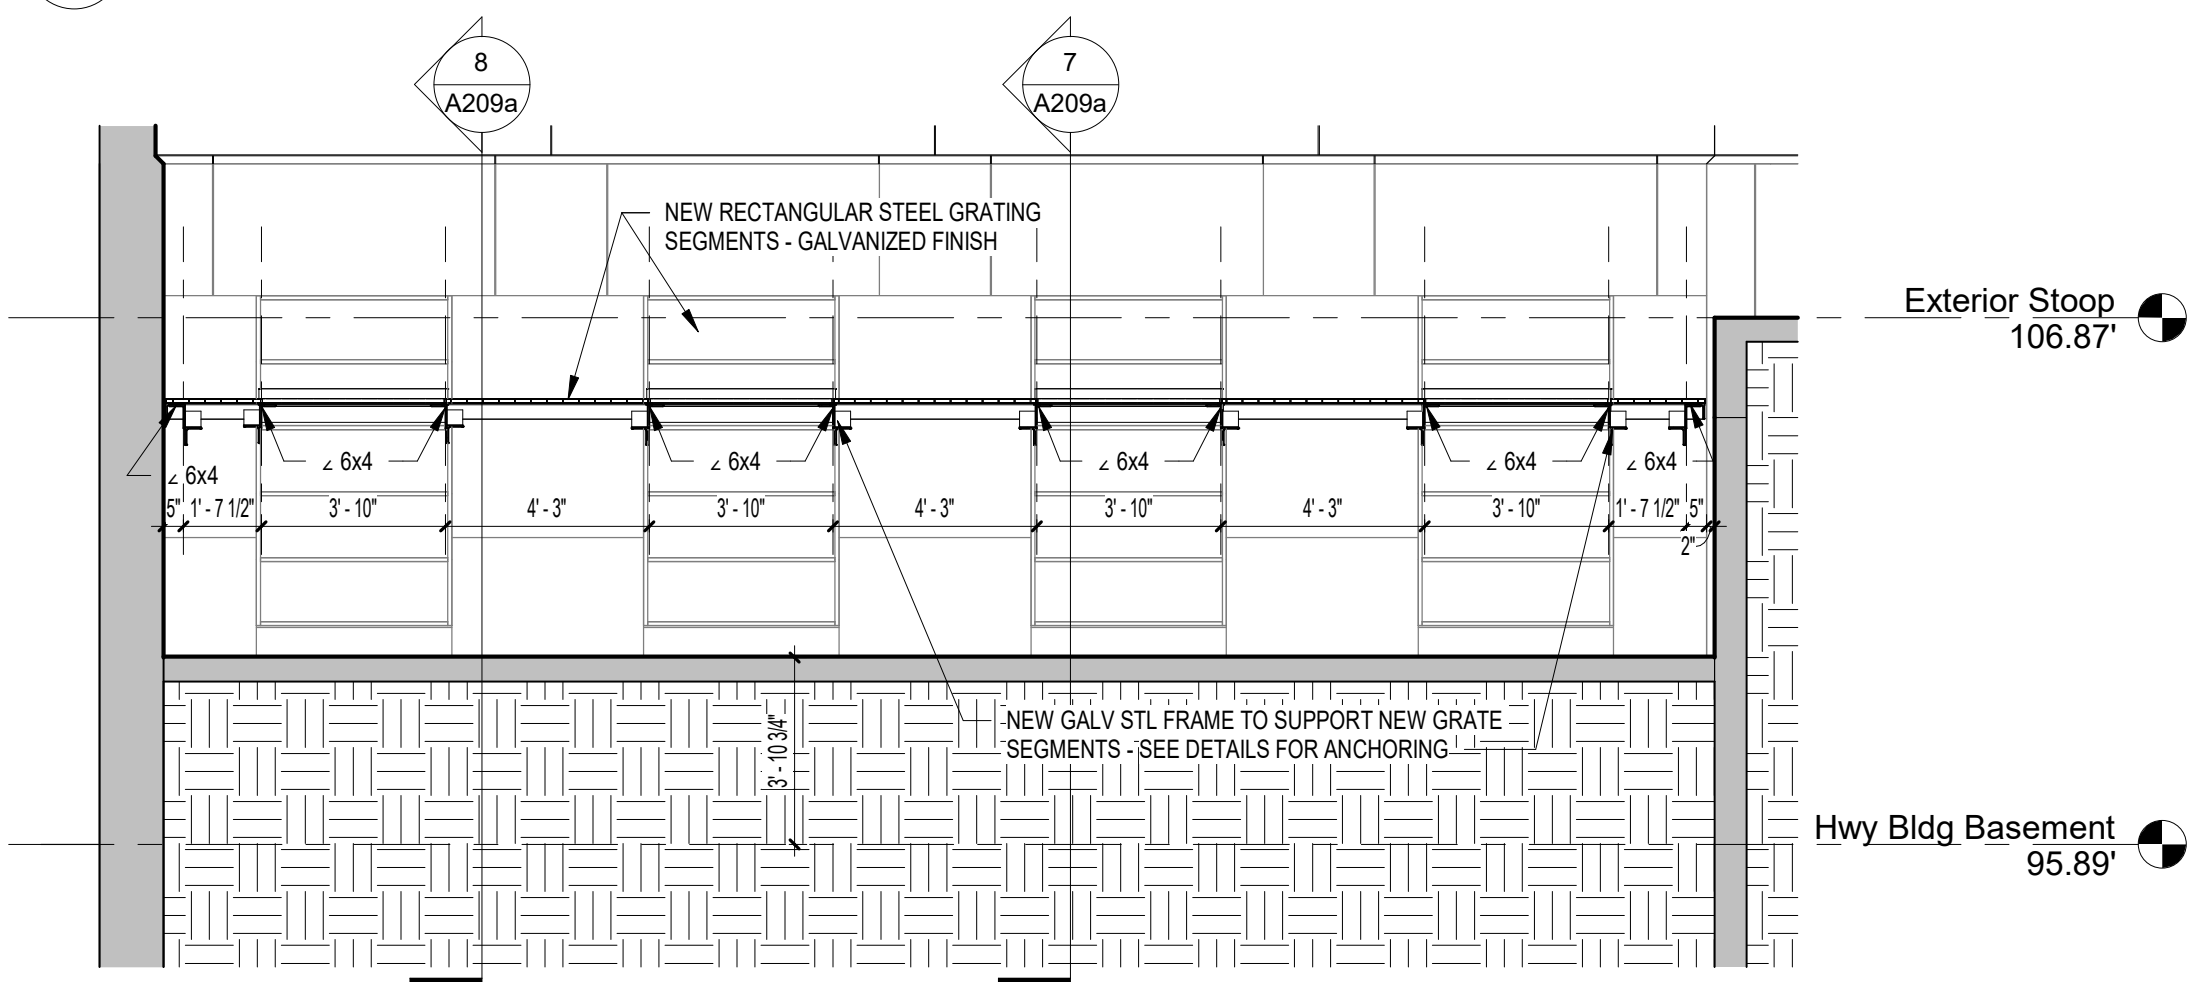 8
A209a
7
A209a
NEW RECTANGULAR STEEL GRATING
SEGMENTS - GALVANIZED FINISH
Exterior Stoop
106.87'
∠ 6x4
∠ 6x4
∠ 6x4
∠ 6x4
∠ 6x4
∠ 6x4
5"
1' - 7 1/2"
3' - 10"
4' - 3"
3' - 10"
4' - 3"
3' - 10"
4' - 3"
3' - 10"
1' - 7 1/2"
5"
2"
3' - 10 3/4"
NEW GALV STL FRAME TO SUPPORT NEW GRATE
SEGMENTS - SEE DETAILS FOR ANCHORING
Hwy Bldg Basement
95.89'